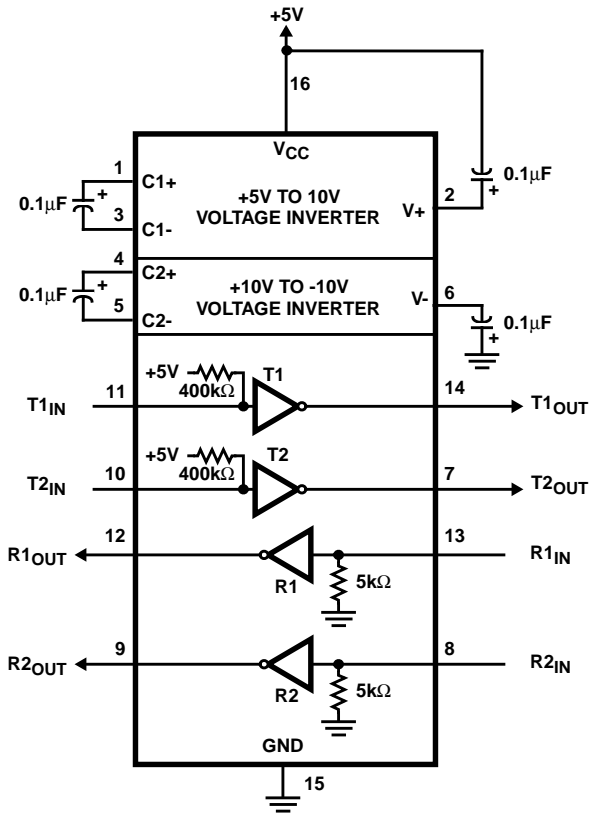 +5V
16
VCC
1
C1+
0.1μF
+
3
C1-
+5V TO 10V
VOLTAGE INVERTER
2
V+
0.1μF
+
4
C2+
0.1μF
+
5
C2-
+10V TO -10V
VOLTAGE INVERTER
V-
6
0.1μF
+
T1IN
11
+5V
400kΩ
T1
14
T1OUT
T2IN
10
+5V
400kΩ
T2
7
T2OUT
R1OUT
12
R1
5kΩ
13
R1IN
R2OUT
9
R2
5kΩ
8
R2IN
GND
15